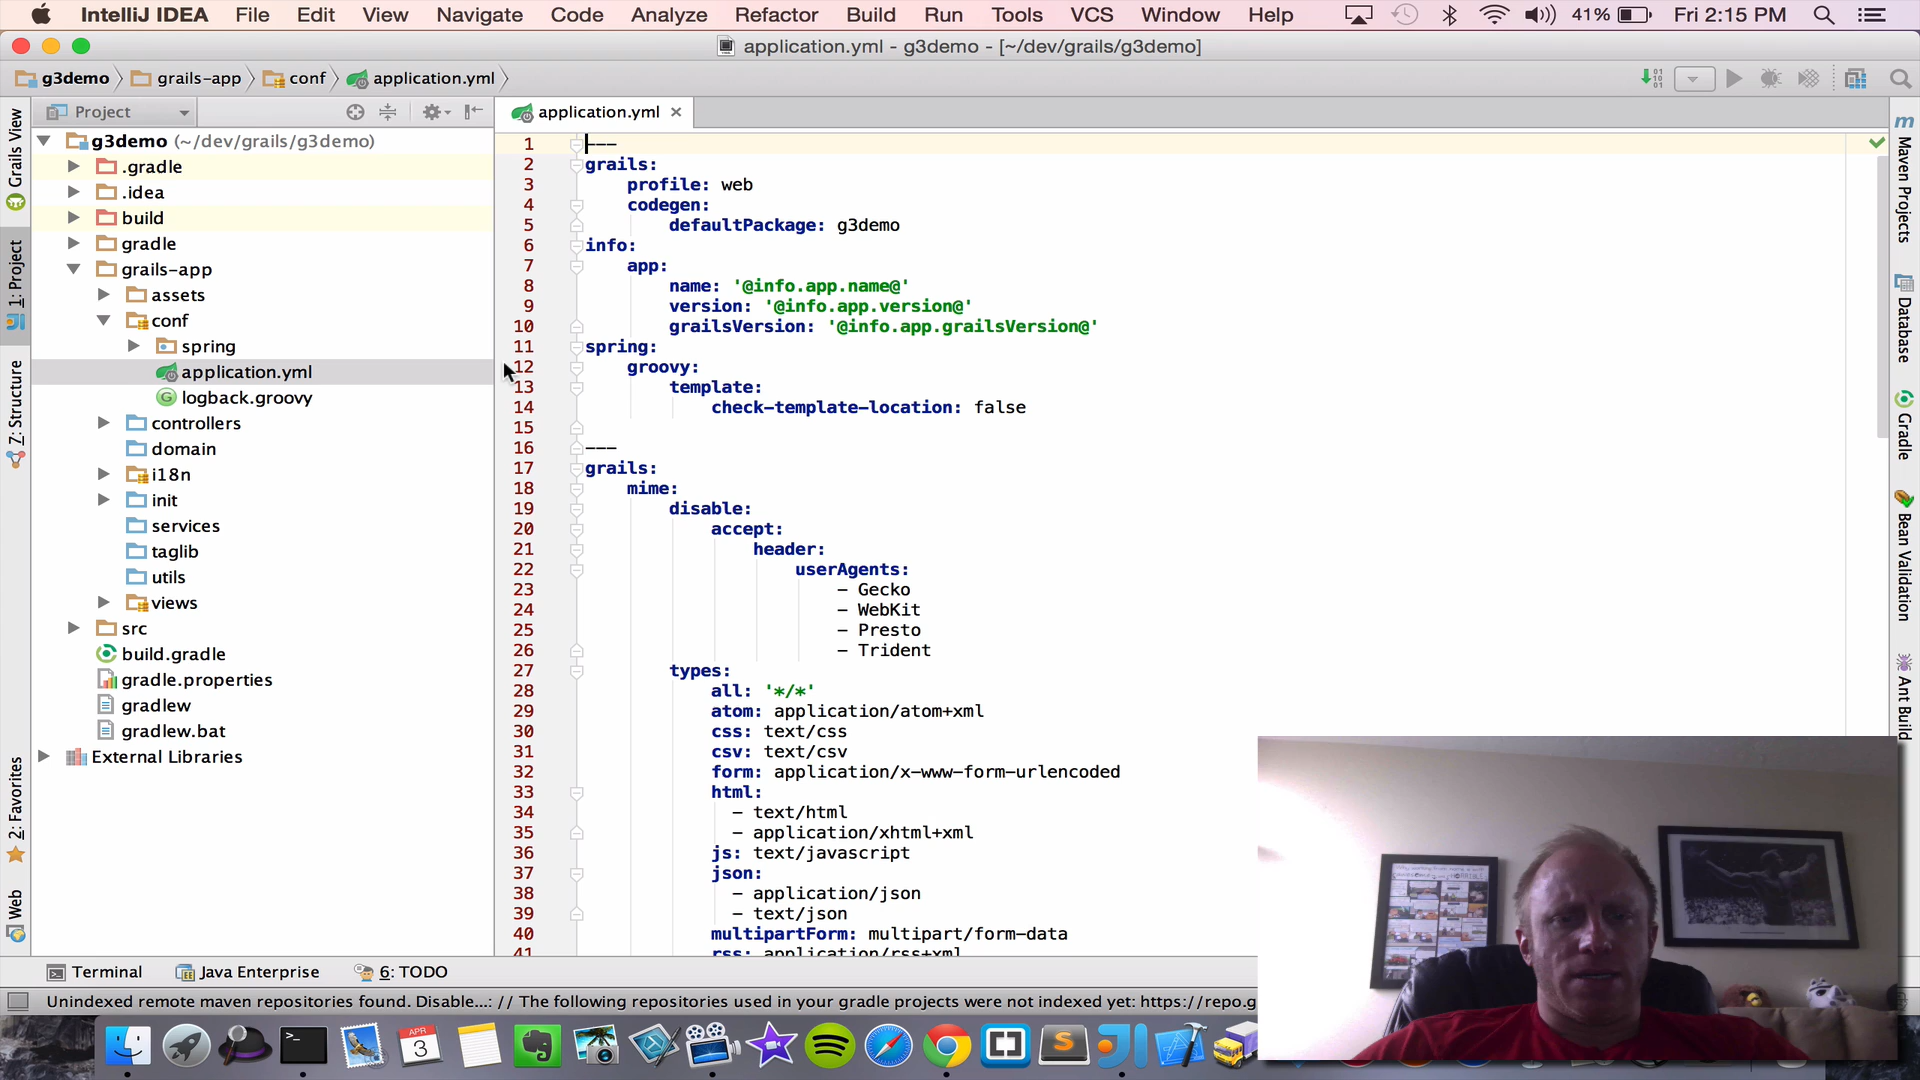 IntelliJ IDEA File Edit View Navigate Code Analyze Refactor Build Run Tools VCS Window Help 41% Fri 2:15 PM
application.yml - g3demo - [~/dev/grails/g3demo]
g3demo grails-app conf application.yml
Project
application.yml
Grails View
1: Project
7: Structure
2: Favorites
Web
g3demo (~/dev/grails/g3demo)
.gradle
.idea
build
gradle
grails-app
assets
conf
spring
application.yml
logback.groovy
controllers
domain
i18n
init
services
taglib
utils
views
src
build.gradle
gradle.properties
gradlew
gradlew.bat
External Libraries
1 ---
2 grails:
3 profile: web
4 codegen:
5 defaultPackage: g3demo
6 info:
7 app:
8 name: '@info.app.name@'
9 version: '@info.app.version@'
10 grailsVersion: '@info.app.grailsVersion@'
11 spring:
12 groovy:
13 template:
14 check-template-location: false
15
16 ---
17 grails:
18 mime:
19 disable:
20 accept:
21 header:
22 userAgents:
23 - Gecko
24 - WebKit
25 - Presto
26 - Trident
27 types:
28 all: '*/*'
29 atom: application/atom+xml
30 css: text/css
31 csv: text/csv
32 form: application/x-www-form-urlencoded
33 html:
34 - text/html
35 - application/xhtml+xml
36 js: text/javascript
37 json:
38 - application/json
39 - text/json
40 multipartForm: multipart/form-data
41 rss: application/rss+xml
Maven Projects
Database
Gradle
Bean Validation
Ant Build
Terminal Java Enterprise 6: TODO
Unindexed remote maven repositories found. Disable...: // The following repositories used in your gradle projects were not indexed yet: https://repo.g
APR
3